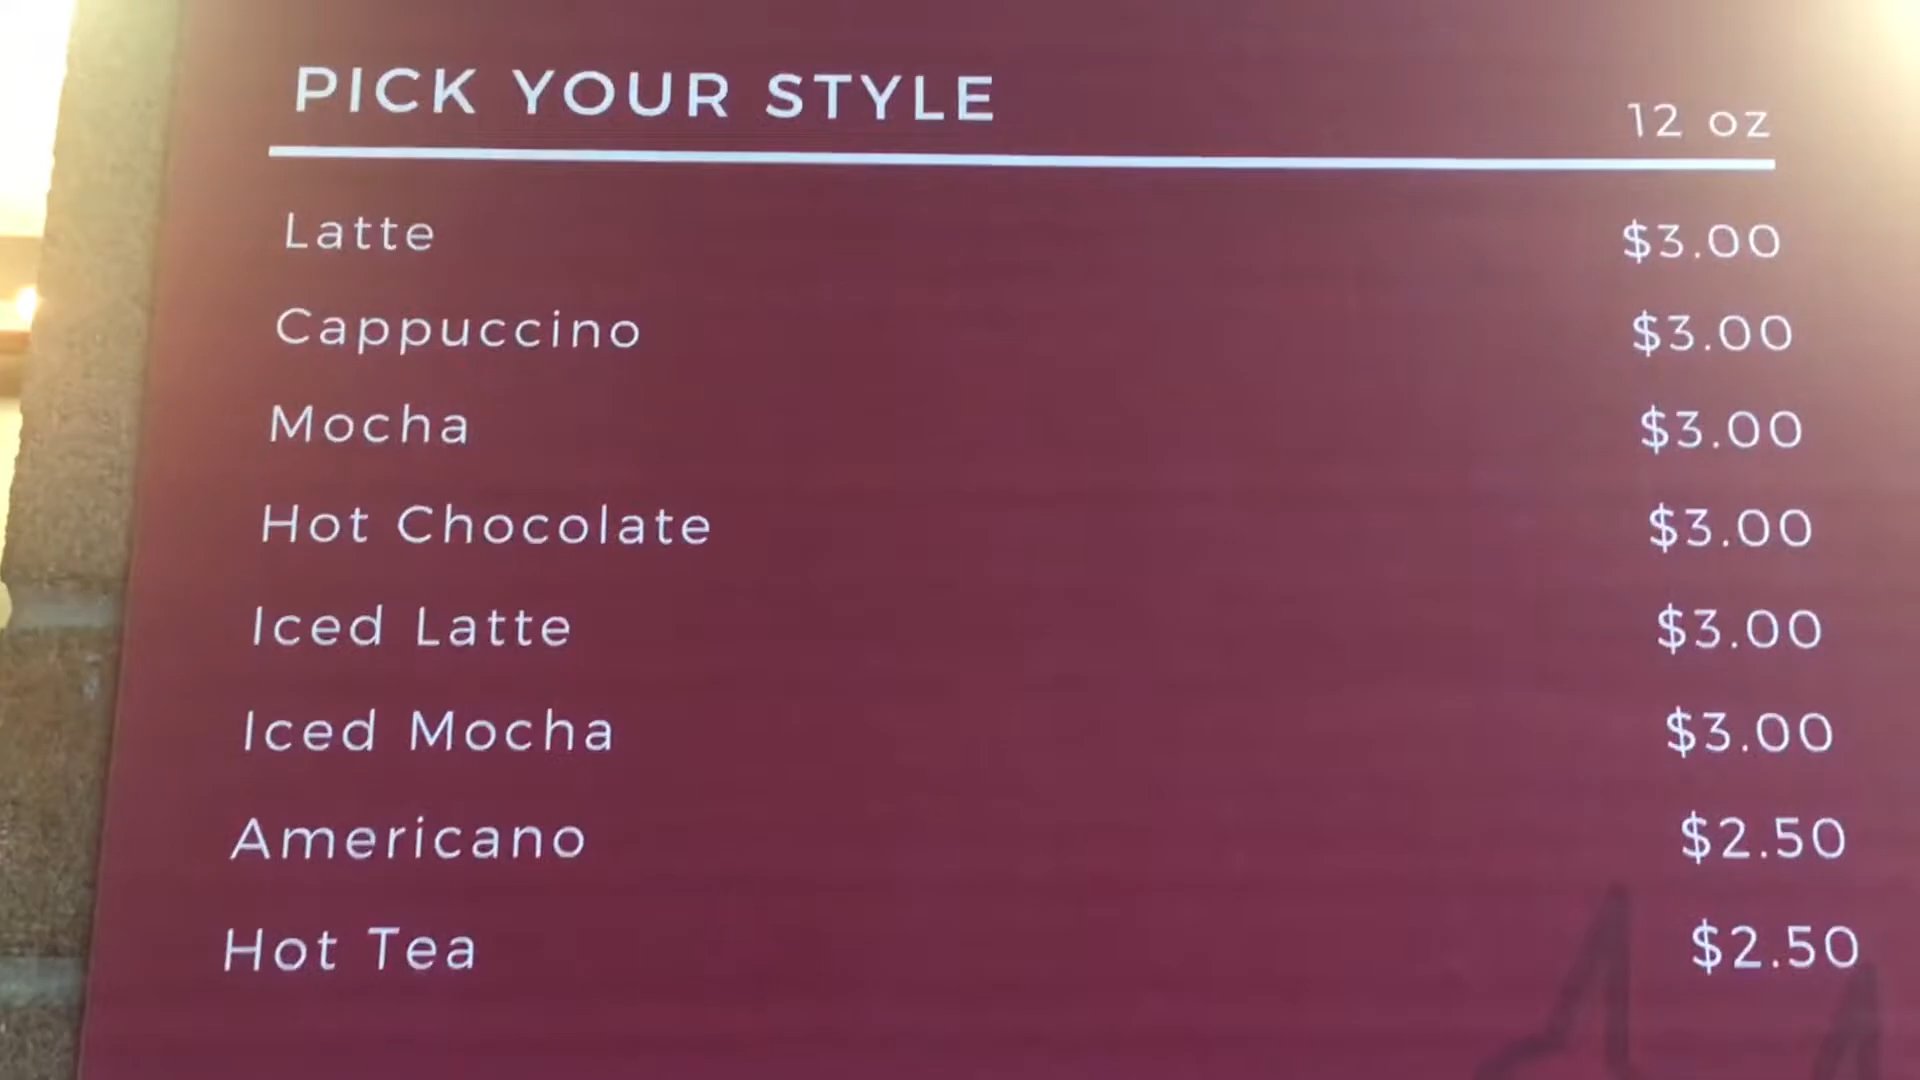 PICK YOUR STYLE 12 oz
Latte $3.00
Cappuccino $3.00
Mocha $3.00
Hot Chocolate $3.00
Iced Latte $3.00
Iced Mocha $3.00
Americano $2.50
Hot Tea $2.50